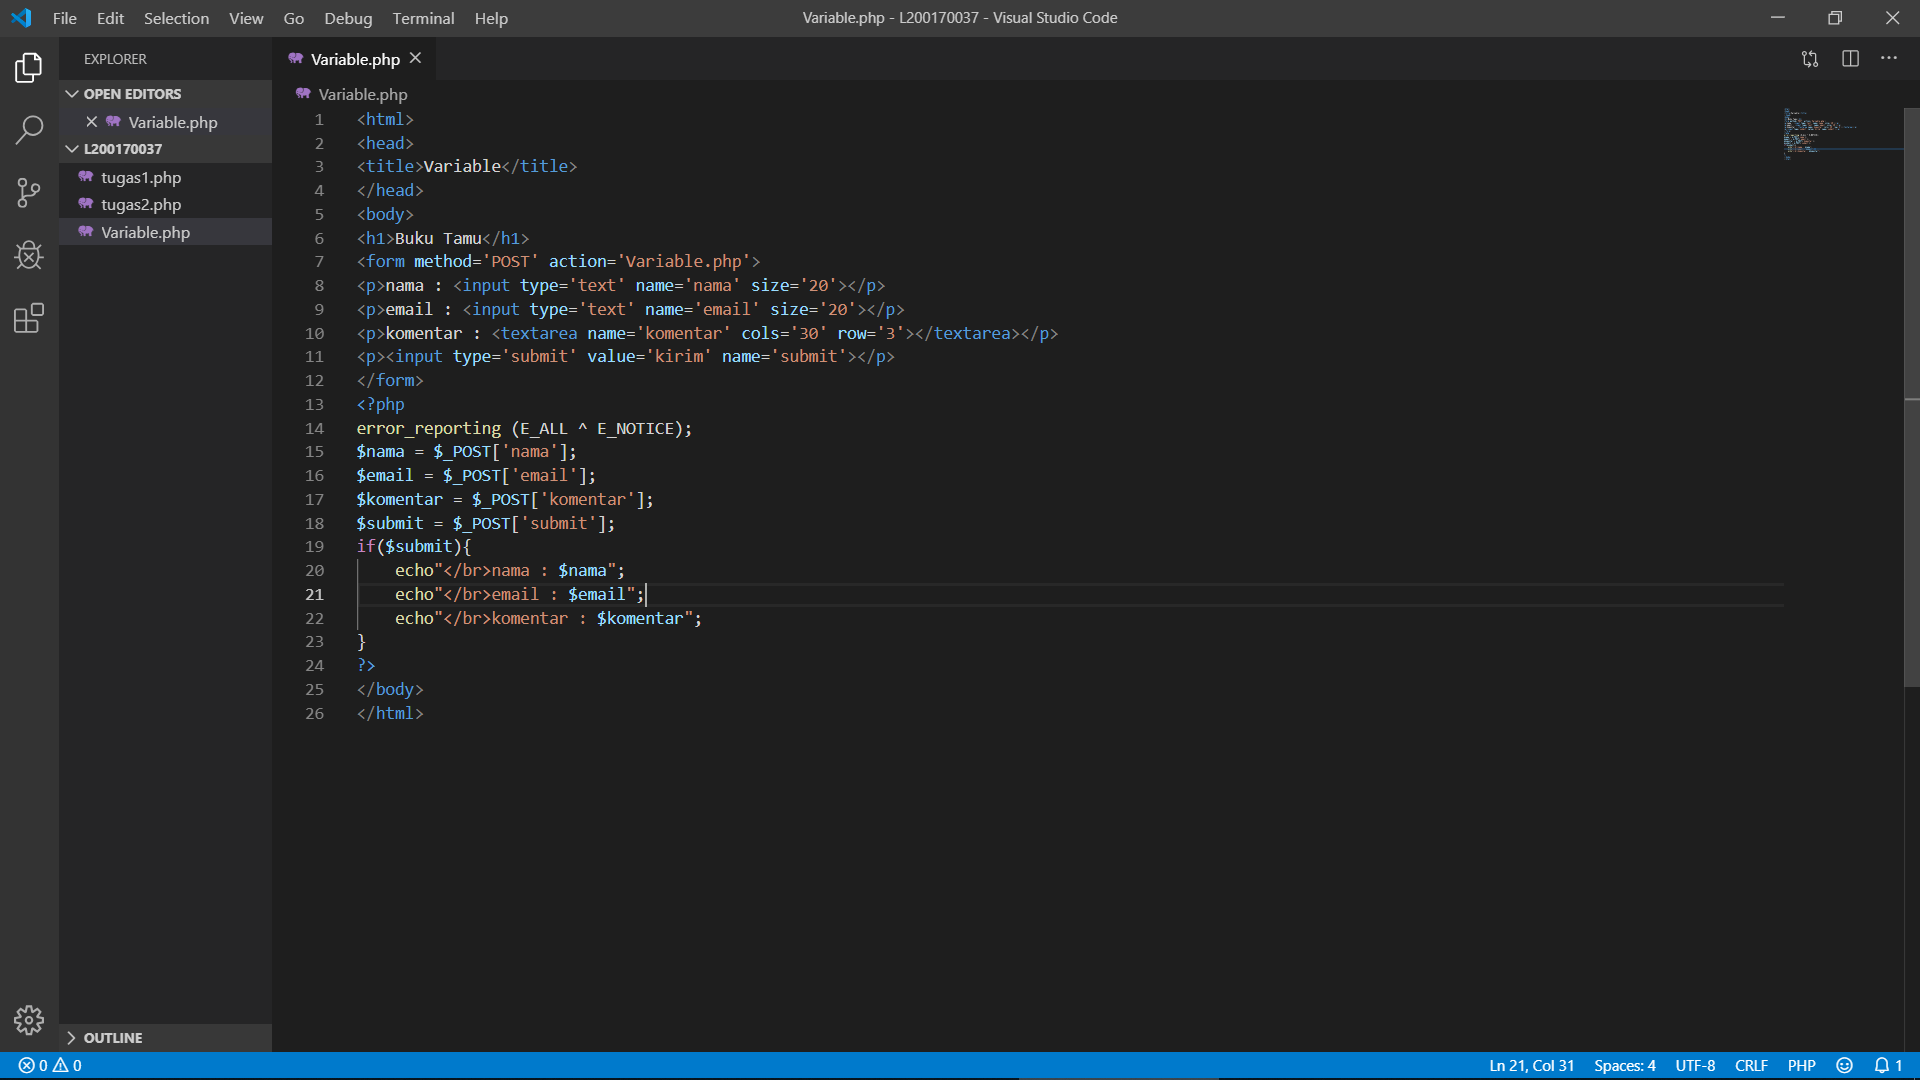 File Edit Selection View Go Debug Terminal Help
Variable.php - L200170037 - Visual Studio Code
EXPLORER
OPEN EDITORS
Variable.php
L200170037
tugas1.php
tugas2.php
Variable.php
OUTLINE
Variable.php
Variable.php
1 <html>
2 <head>
3 <title>Variable</title>
4 </head>
5 <body>
6 <h1>Buku Tamu</h1>
7 <form method='POST' action='Variable.php'>
8 <p>nama : <input type='text' name='nama' size='20'></p>
9 <p>email : <input type='text' name='email' size='20'></p>
10 <p>komentar : <textarea name='komentar' cols='30' row='3'></textarea></p>
11 <p><input type='submit' value='kirim' name='submit'></p>
12 </form>
13 <?php
14 error_reporting (E_ALL ^ E_NOTICE);
15 $nama = $_POST['nama'];
16 $email = $_POST['email'];
17 $komentar = $_POST['komentar'];
18 $submit = $_POST['submit'];
19 if($submit){
20 echo"</br>nama : $nama";
21 echo"</br>email : $email";
22 echo"</br>komentar : $komentar";
23 }
24 ?>
25 </body>
26 </html>
0 0
Ln 21, Col 31 Spaces: 4 UTF-8 CRLF PHP 1